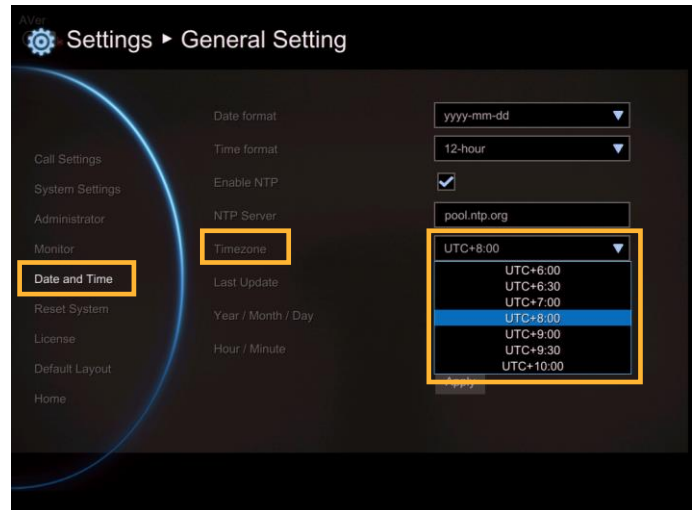 AVer
Settings ▸ General Setting
Date format
yyyy-mm-dd
Time format
12-hour
Call Settings
Enable NTP
System Settings
NTP Server
pool.ntp.org
Administrator
Timezone
UTC+8:00
Monitor
UTC+6:00
Date and Time
Last Update
UTC+6:30
UTC+7:00
Reset System
Year / Month / Day
UTC+8:00
UTC+9:00
License
Hour / Minute
UTC+9:30
UTC+10:00
Default Layout
Apply
Home